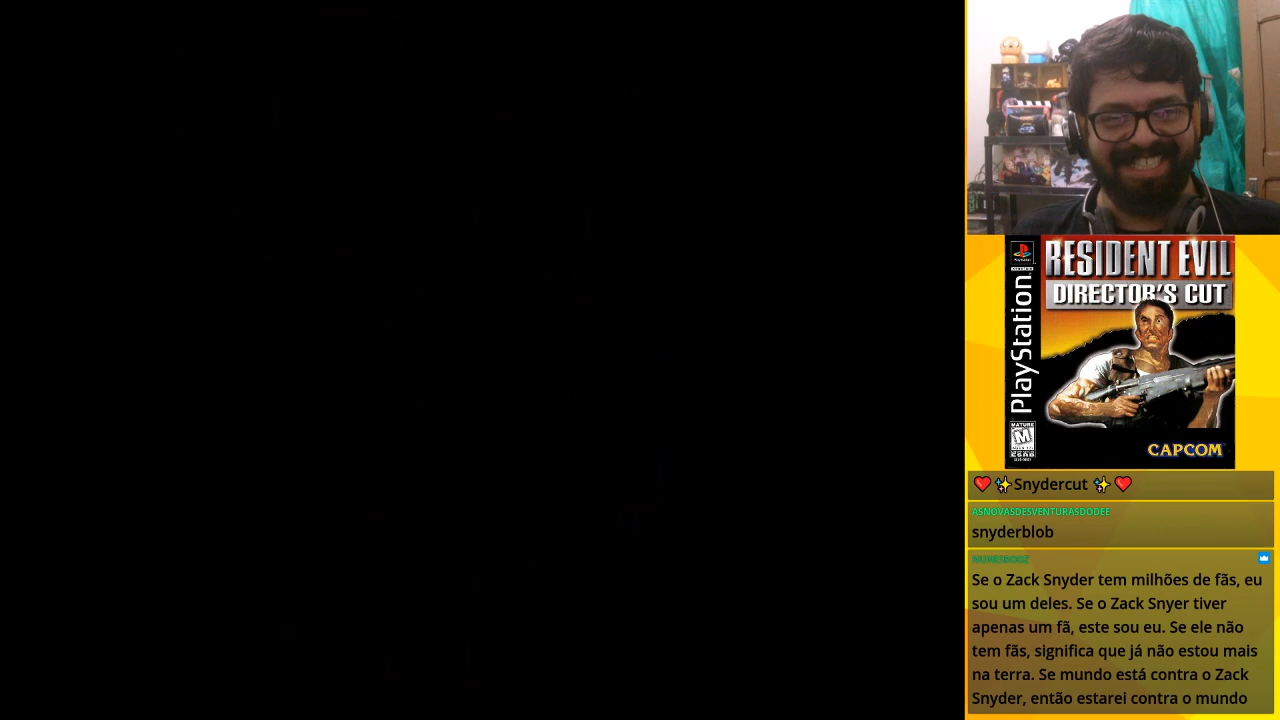 RESIDENT EVIL
DIRECTOR'S CUT
PlayStation
MATURE
M
CAPCOM
❤️✨Snydercut ✨❤️
ASNOVASDESVENTURASDODEE
snyderblob
Se o Zack Snyder tem milhões de fãs, eu
sou um deles. Se o Zack Snyer tiver
apenas um fã, este sou eu. Se ele não
tem fãs, significa que já não estou mais
na terra. Se mundo está contra o Zack
Snyder, então estarei contra o mundo